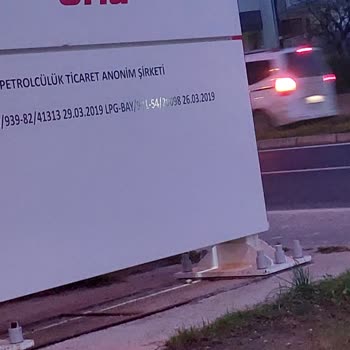 PETROLCÜLÜK TİCARET ANONİM ŞİRKETİ
/939-82/41313 29.03.2019 LPG-BAY/ 26.03.2019